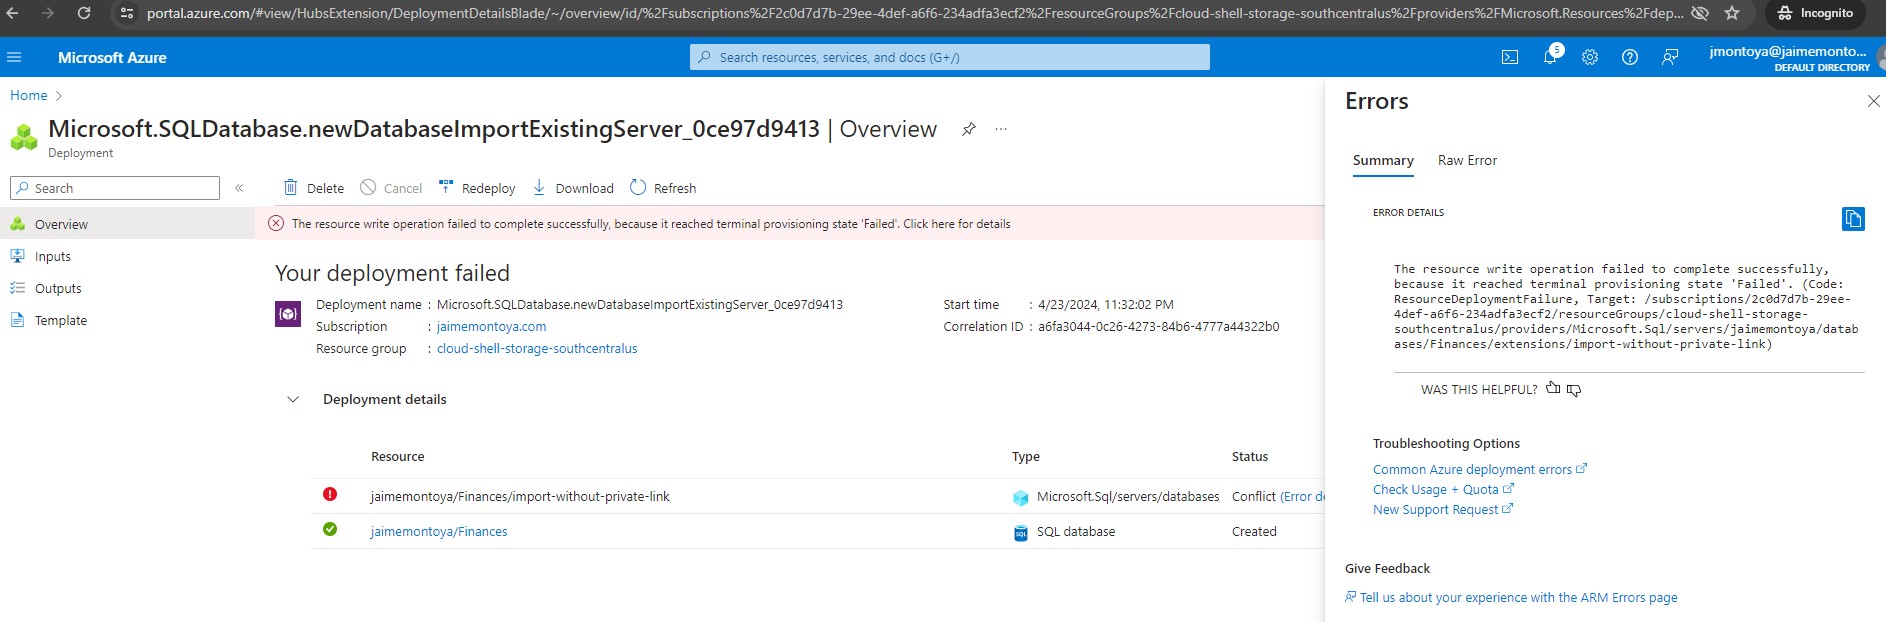 portal.azure.com/#view/HubsExtension/DeploymentDetailsBlade/~/overview/id/%2Fsubscriptions%2F2c0d7d7b-29ee-4def-a6f6-234adfa3ecf2%2FresourceGroups%2Fcloud-shell-storage-southcentralus%2Fproviders%2FMicrosoft.Resources%2Fdep...
Incognito
Microsoft Azure
Search resources, services, and docs (G+/)
5
jmontoya@jaimemonto...
DEFAULT DIRECTORY
Home
Microsoft.SQLDatabase.newDatabaseImportExistingServer_0ce97d9413 | Overview
Deployment
Search
Overview
Inputs
Outputs
Template
Delete Cancel Redeploy Download Refresh
The resource write operation failed to complete successfully, because it reached terminal provisioning state 'Failed'. Click here for details
Your deployment failed
Deployment name : Microsoft.SQLDatabase.newDatabaseImportExistingServer_0ce97d9413
Subscription : jaimemontoya.com
Resource group : cloud-shell-storage-southcentralus
Start time : 4/23/2024, 11:32:02 PM
Correlation ID : a6fa3044-0c26-4273-84b6-4777a44322b0
Deployment details
Resource Type Status
jaimemontoya/Finances/import-without-private-link Microsoft.Sql/servers/databases Conflict (Error de
jaimemontoya/Finances SQL database Created
Errors
Summary Raw Error
ERROR DETAILS
The resource write operation failed to complete successfully,
because it reached terminal provisioning state 'Failed'. (Code:
ResourceDeploymentFailure, Target: /subscriptions/2c0d7d7b-29ee-
4def-a6f6-234adfa3ecf2/resourceGroups/cloud-shell-storage-
southcentralus/providers/Microsoft.Sql/servers/jaimemontoya/datab
ases/Finances/extensions/import-without-private-link)
WAS THIS HELPFUL?
Troubleshooting Options
Common Azure deployment errors
Check Usage + Quota
New Support Request
Give Feedback
Tell us about your experience with the ARM Errors page